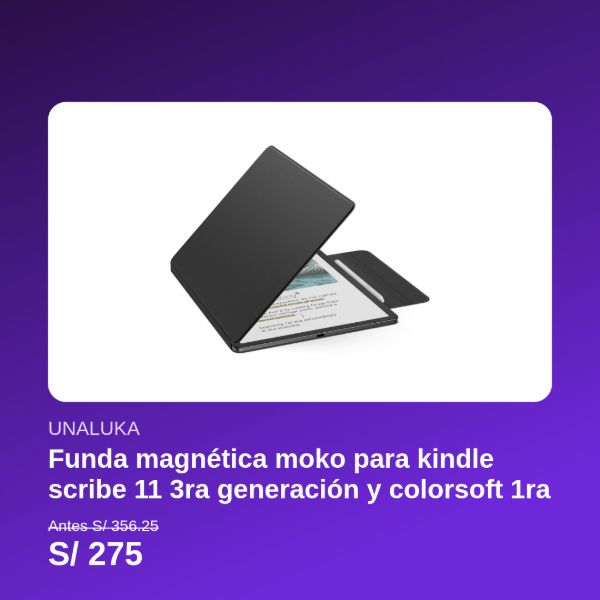 UNALUKA
Funda magnética moko para kindle
scribe 11 3ra generación y colorsoft 1ra
Antes S/ 356.25
S/ 275